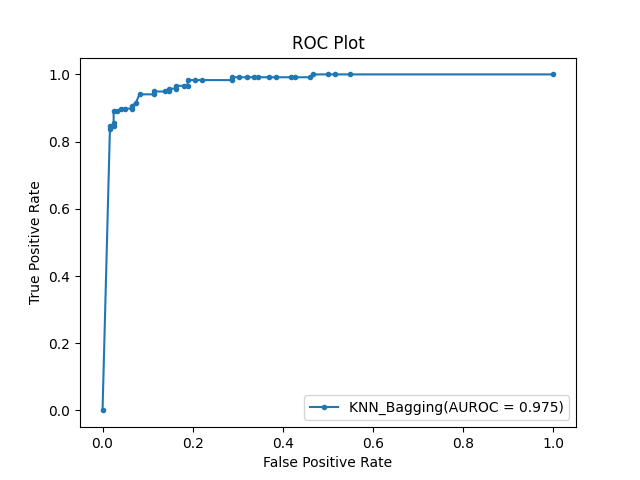 ROC Plot
1.0
0.8
0.6
0.4
0.2
0.0
True Positive Rate
KNN_Bagging(AUROC = 0.975)
0.0 0.2 0.4 0.6 0.8 1.0
False Positive Rate